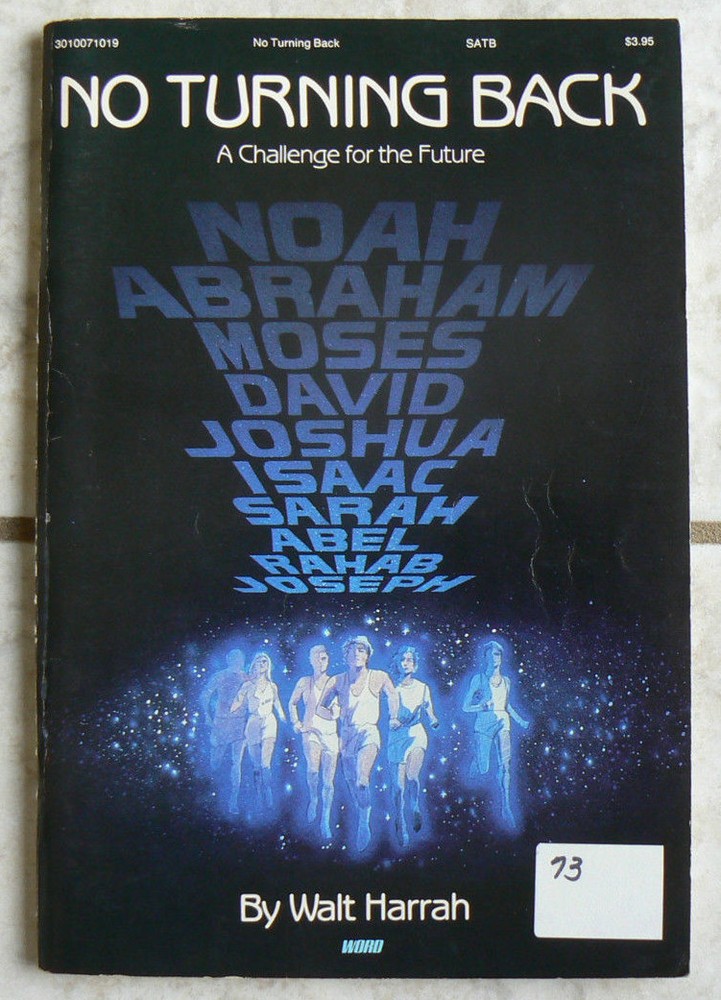 3010071019 No Turning Back SATB $3.95
NO TURNING BACK
A Challenge for the Future
NOAH
ABRAHAM
MOSES
DAVID
JOSHUA
ISAAC
SARAH
ABEL
RAHAB
JOSEPH
73
By Walt Harrah
WORD